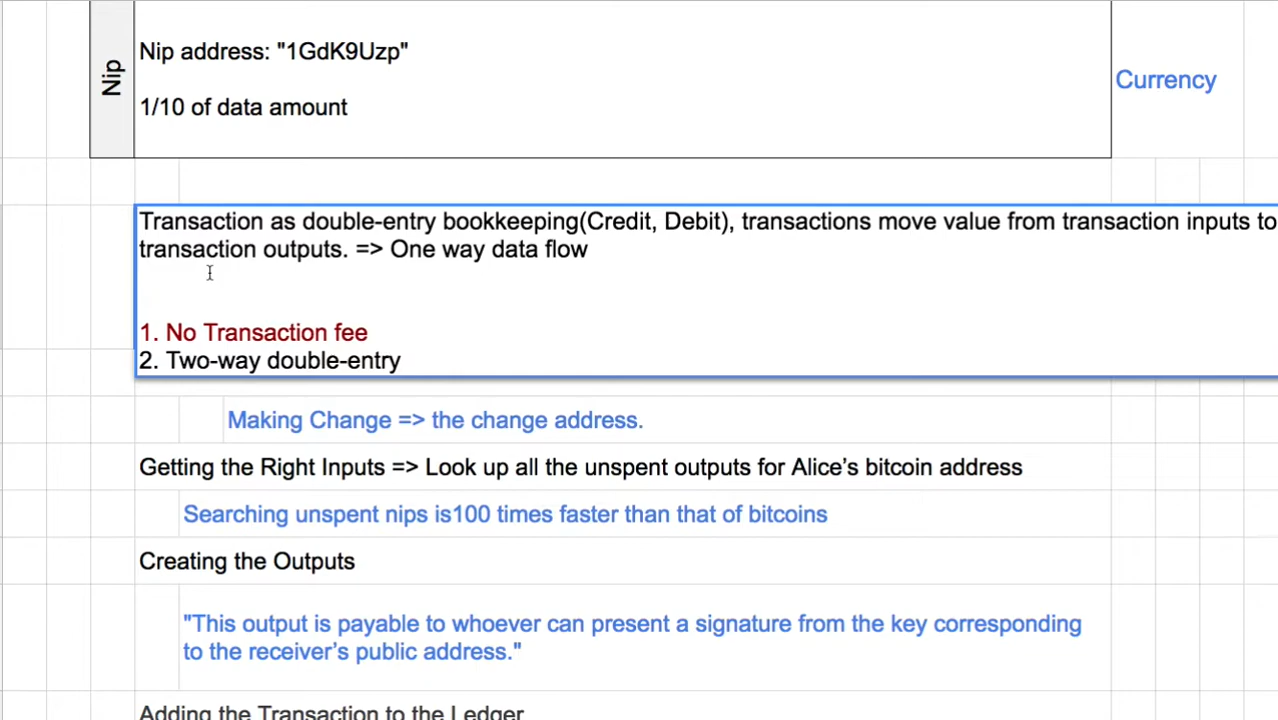 Nip
Nip address: "1GdK9Uzp"
1/10 of data amount
Currency
Transaction as double-entry bookkeeping(Credit, Debit), transactions move value from transaction inputs to
transaction outputs. => One way data flow
1. No Transaction fee
2. Two-way double-entry
Making Change => the change address.
Getting the Right Inputs => Look up all the unspent outputs for Alice’s bitcoin address
Searching unspent nips is100 times faster than that of bitcoins
Creating the Outputs
"This output is payable to whoever can present a signature from the key corresponding
to the receiver’s public address."
Adding the Transaction to the Ledger